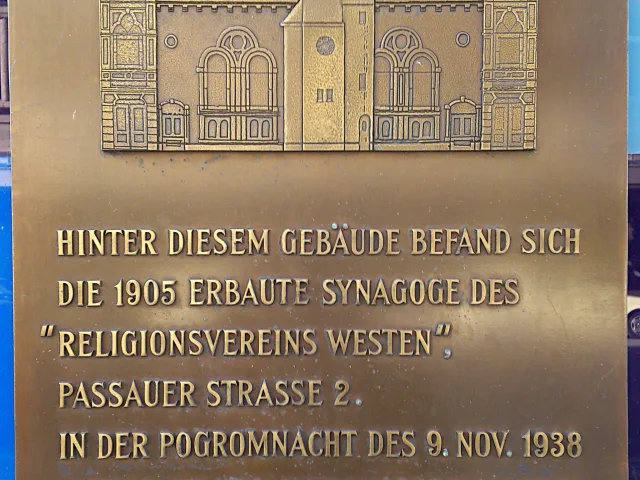 HINTER DIESEM GEBÄUDE BEFAND SICH
DIE 1905 ERBAUTE SYNAGOGE DES
"RELIGIONSVEREINS WESTEN",
PASSAUER STRASSE 2.
IN DER POGROMNACHT DES 9. NOV. 1938